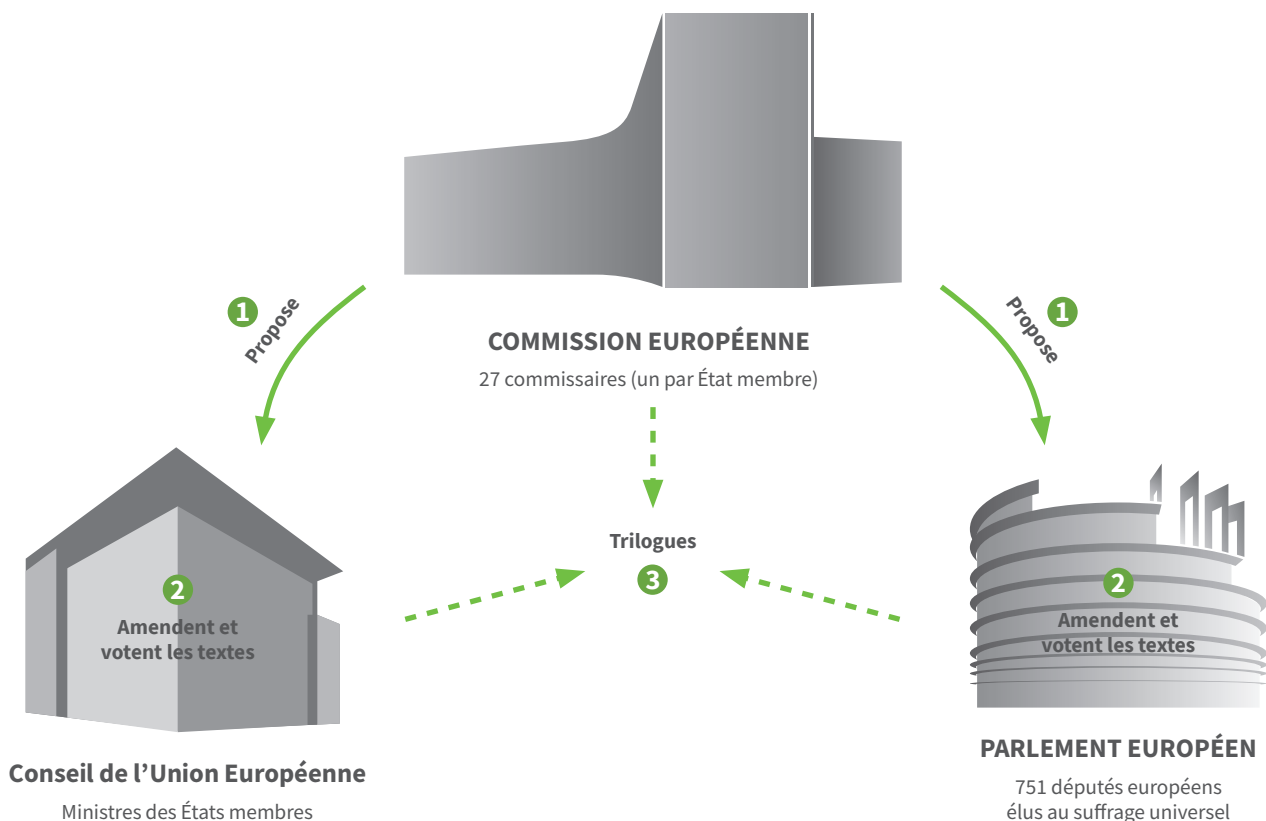 COMMISSION EUROPÉENNE
27 commissaires (un par État membre)
1
Propose
1
Propose
Trilogues
3
2
Amendent et
votent les textes
2
Amendent et
votent les textes
Conseil de l’Union Européenne
Ministres des États membres
PARLEMENT EUROPÉEN
751 députés européens
élus au suffrage universel